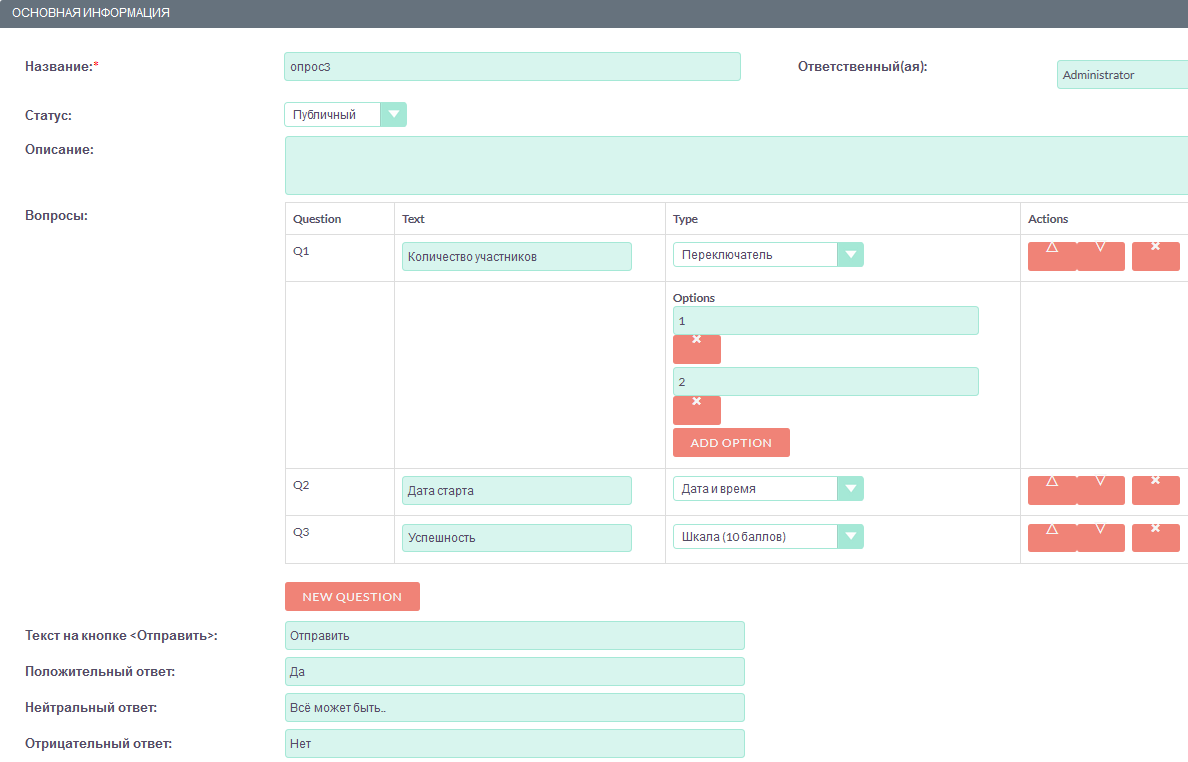 ОСНОВНАЯ ИНФОРМАЦИЯ
Название:* опрос3 Ответственный(ая): Administrator
Статус: Публичный
Описание:
Вопросы: Question Text Type Actions
Q1 Количество участников Переключатель
Options
1
2
ADD OPTION
Q2 Дата старта Дата и время
Q3 Успешность Шкала (10 баллов)
NEW QUESTION
Текст на кнопке <Отправить>: Отправить
Положительный ответ: Да
Нейтральный ответ: Всё может быть..
Отрицательный ответ: Нет